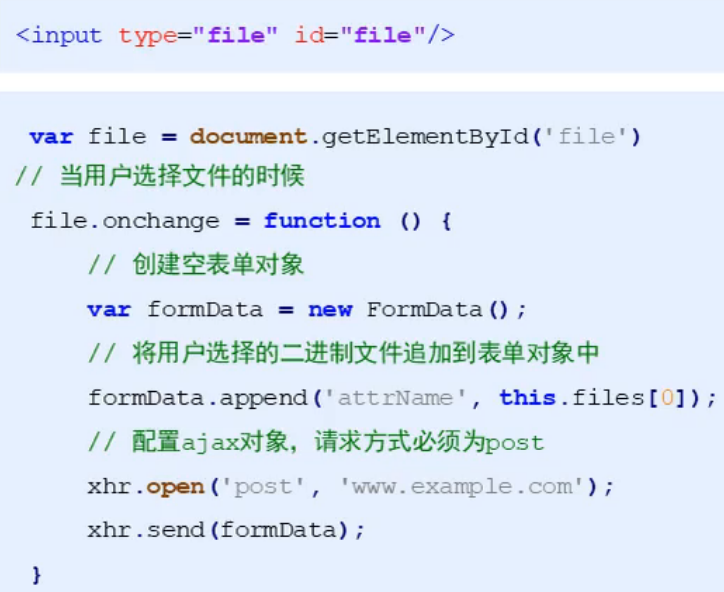 <input type="file" id="file"/>
var file = document.getElementById('file')
// 当用户选择文件的时候
file.onchange = function () {
// 创建空表单对象
var formData = new FormData();
// 将用户选择的二进制文件追加到表单对象中
formData.append('attrName', this.files[0]);
// 配置ajax对象，请求方式必须为post
xhr.open('post', 'www.example.com');
xhr.send(formData);
}